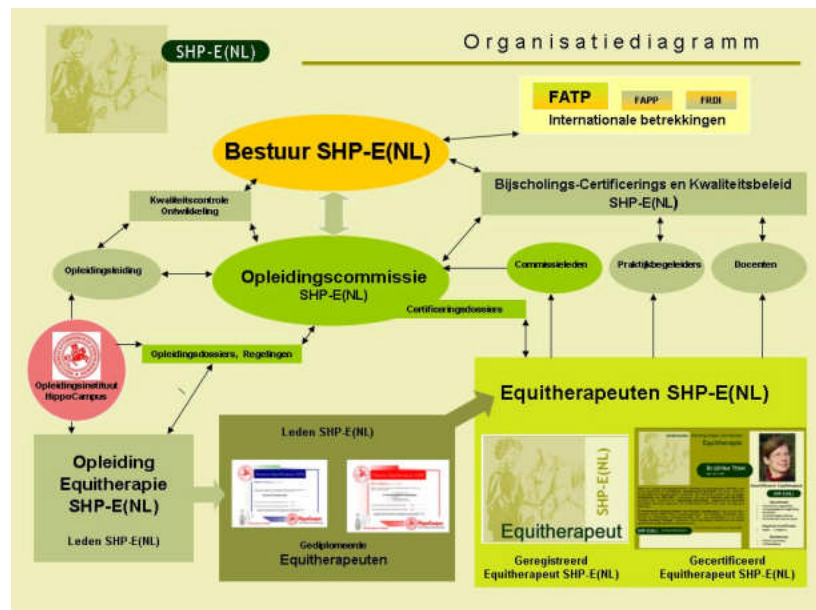 SHP-E(NL)
Organisatiediagramm
FATP
FAPP
FRDI
Internationale betrekkingen
Bestuur SHP-E(NL)
Bijscholings-Certificerings en Kwaliteitsbeleid
SHP-E(NL)
Kwaliteitscontrole
Ontwikkeling
Opleidingsleiding
Opleidingscommissie
SHP-E(NL)
Commissieleden
Praktijkbegeleiders
Docenten
Certificeringsdossiers
Opleidingsinstituut
HippoCampus
Opleidingsdossiers, Regelingen
Equitherapeuten SHP-E(NL)
Leden SHP-E(NL)
Opleiding
Equitherapie
SHP-E(NL)
Leden SHP-E(NL)
Gediplomeerde
Equitherapeuten
SHP-E(NL)
Equitherapeut
Equitherapie
SHP-E(NL)
Geregistreerd
Equitherapeut SHP-E(NL)
Gecertificeerd
Equitherapeut SHP-E(NL)